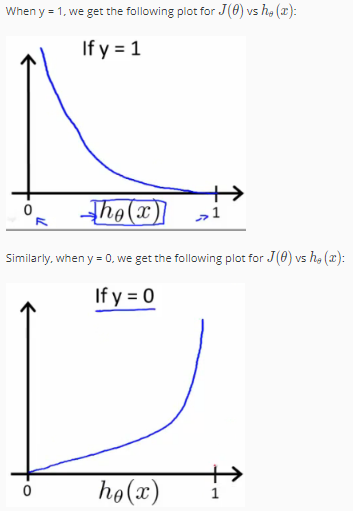 When y = 1, we get the following plot for J(θ) vs hθ(x):
If y = 1
0
hθ(x)
1
Similarly, when y = 0, we get the following plot for J(θ) vs hθ(x):
If y = 0
0
hθ(x)
1